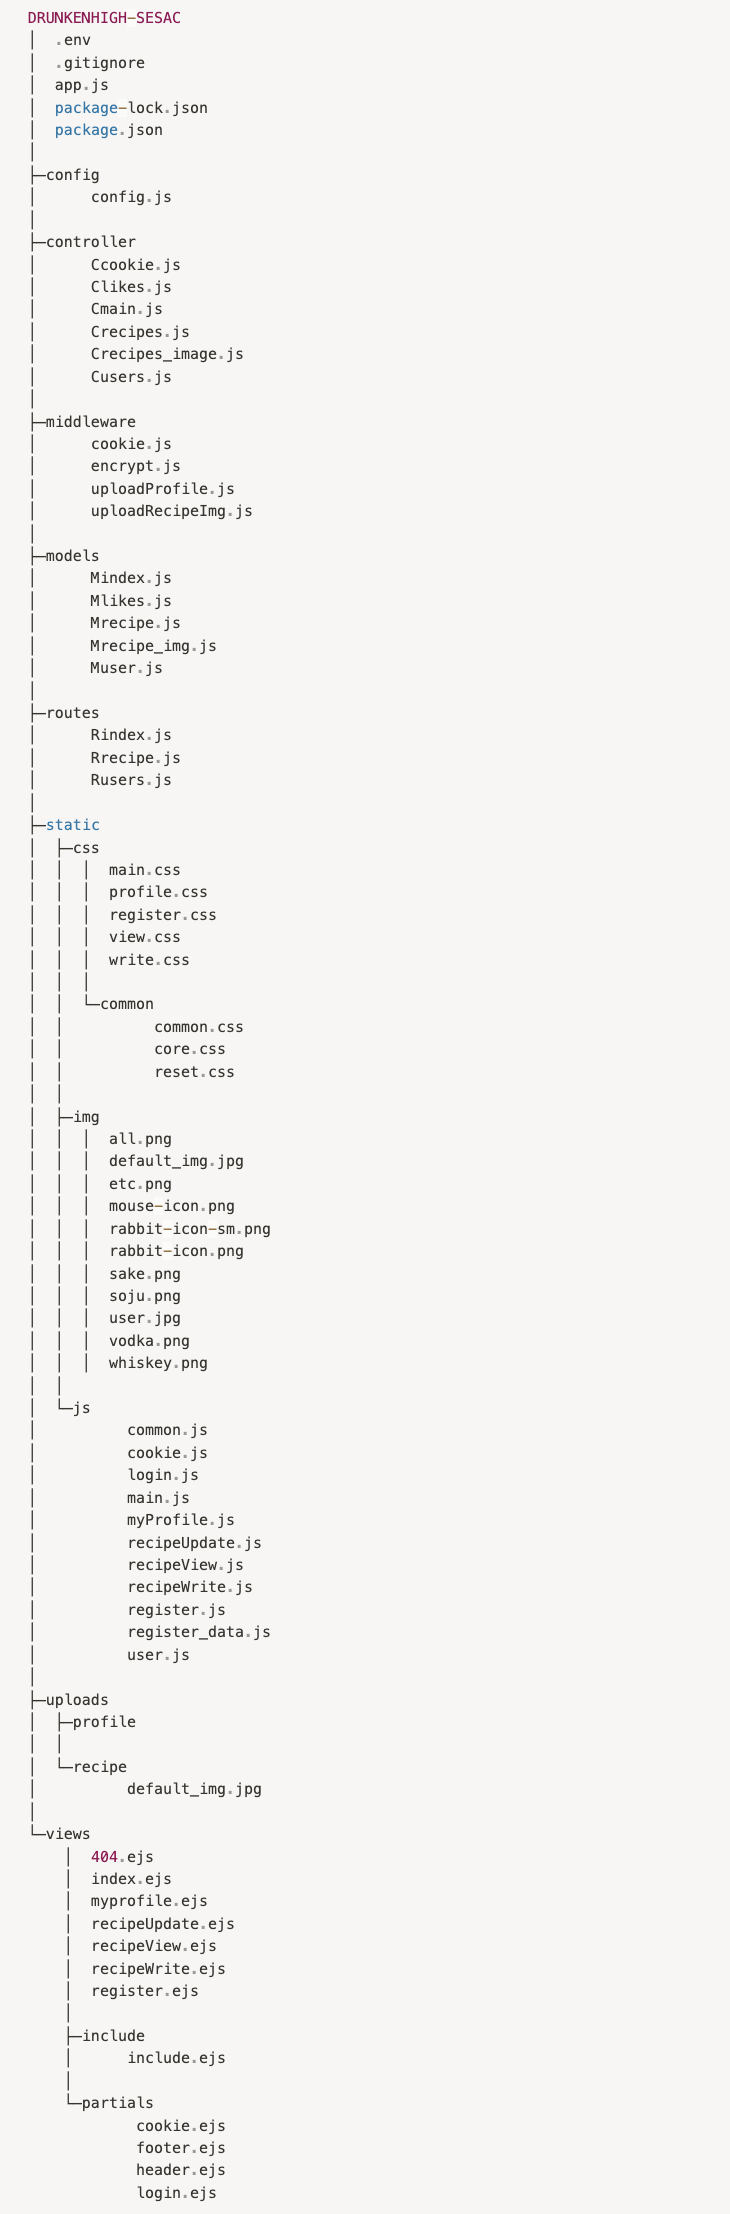 DRUNKENHIGH-SESAC
│  .env
│  .gitignore
│  app.js
│  package-lock.json
│  package.json
│
├─config
│      config.js
│
├─controller
│      Ccookie.js
│      Clikes.js
│      Cmain.js
│      Crecipes.js
│      Crecipes_image.js
│      Cusers.js
│
├─middleware
│      cookie.js
│      encrypt.js
│      uploadProfile.js
│      uploadRecipeImg.js
│
├─models
│      Mindex.js
│      Mlikes.js
│      Mrecipe.js
│      Mrecipe_img.js
│      Muser.js
│
├─routes
│      Rindex.js
│      Rrecipe.js
│      Rusers.js
│
├─static
│  ├─css
│  │  │  main.css
│  │  │  profile.css
│  │  │  register.css
│  │  │  view.css
│  │  │  write.css
│  │  │
│  │  └─common
│  │          common.css
│  │          core.css
│  │          reset.css
│  │
│  ├─img
│  │  │  all.png
│  │  │  default_img.jpg
│  │  │  etc.png
│  │  │  mouse-icon.png
│  │  │  rabbit-icon-sm.png
│  │  │  rabbit-icon.png
│  │  │  sake.png
│  │  │  soju.png
│  │  │  user.jpg
│  │  │  vodka.png
│  │  │  whiskey.png
│  │
│  └─js
│          common.js
│          cookie.js
│          login.js
│          main.js
│          myProfile.js
│          recipeUpdate.js
│          recipeView.js
│          recipeWrite.js
│          register.js
│          register_data.js
│          user.js
│
├─uploads
│  ├─profile
│  │
│  └─recipe
│          default_img.jpg
│
└─views
    │  404.ejs
    │  index.ejs
    │  myprofile.ejs
    │  recipeUpdate.ejs
    │  recipeView.ejs
    │  recipeWrite.ejs
    │  register.ejs
    │
    ├─include
    │      include.ejs
    │
    └─partials
            cookie.ejs
            footer.ejs
            header.ejs
            login.ejs